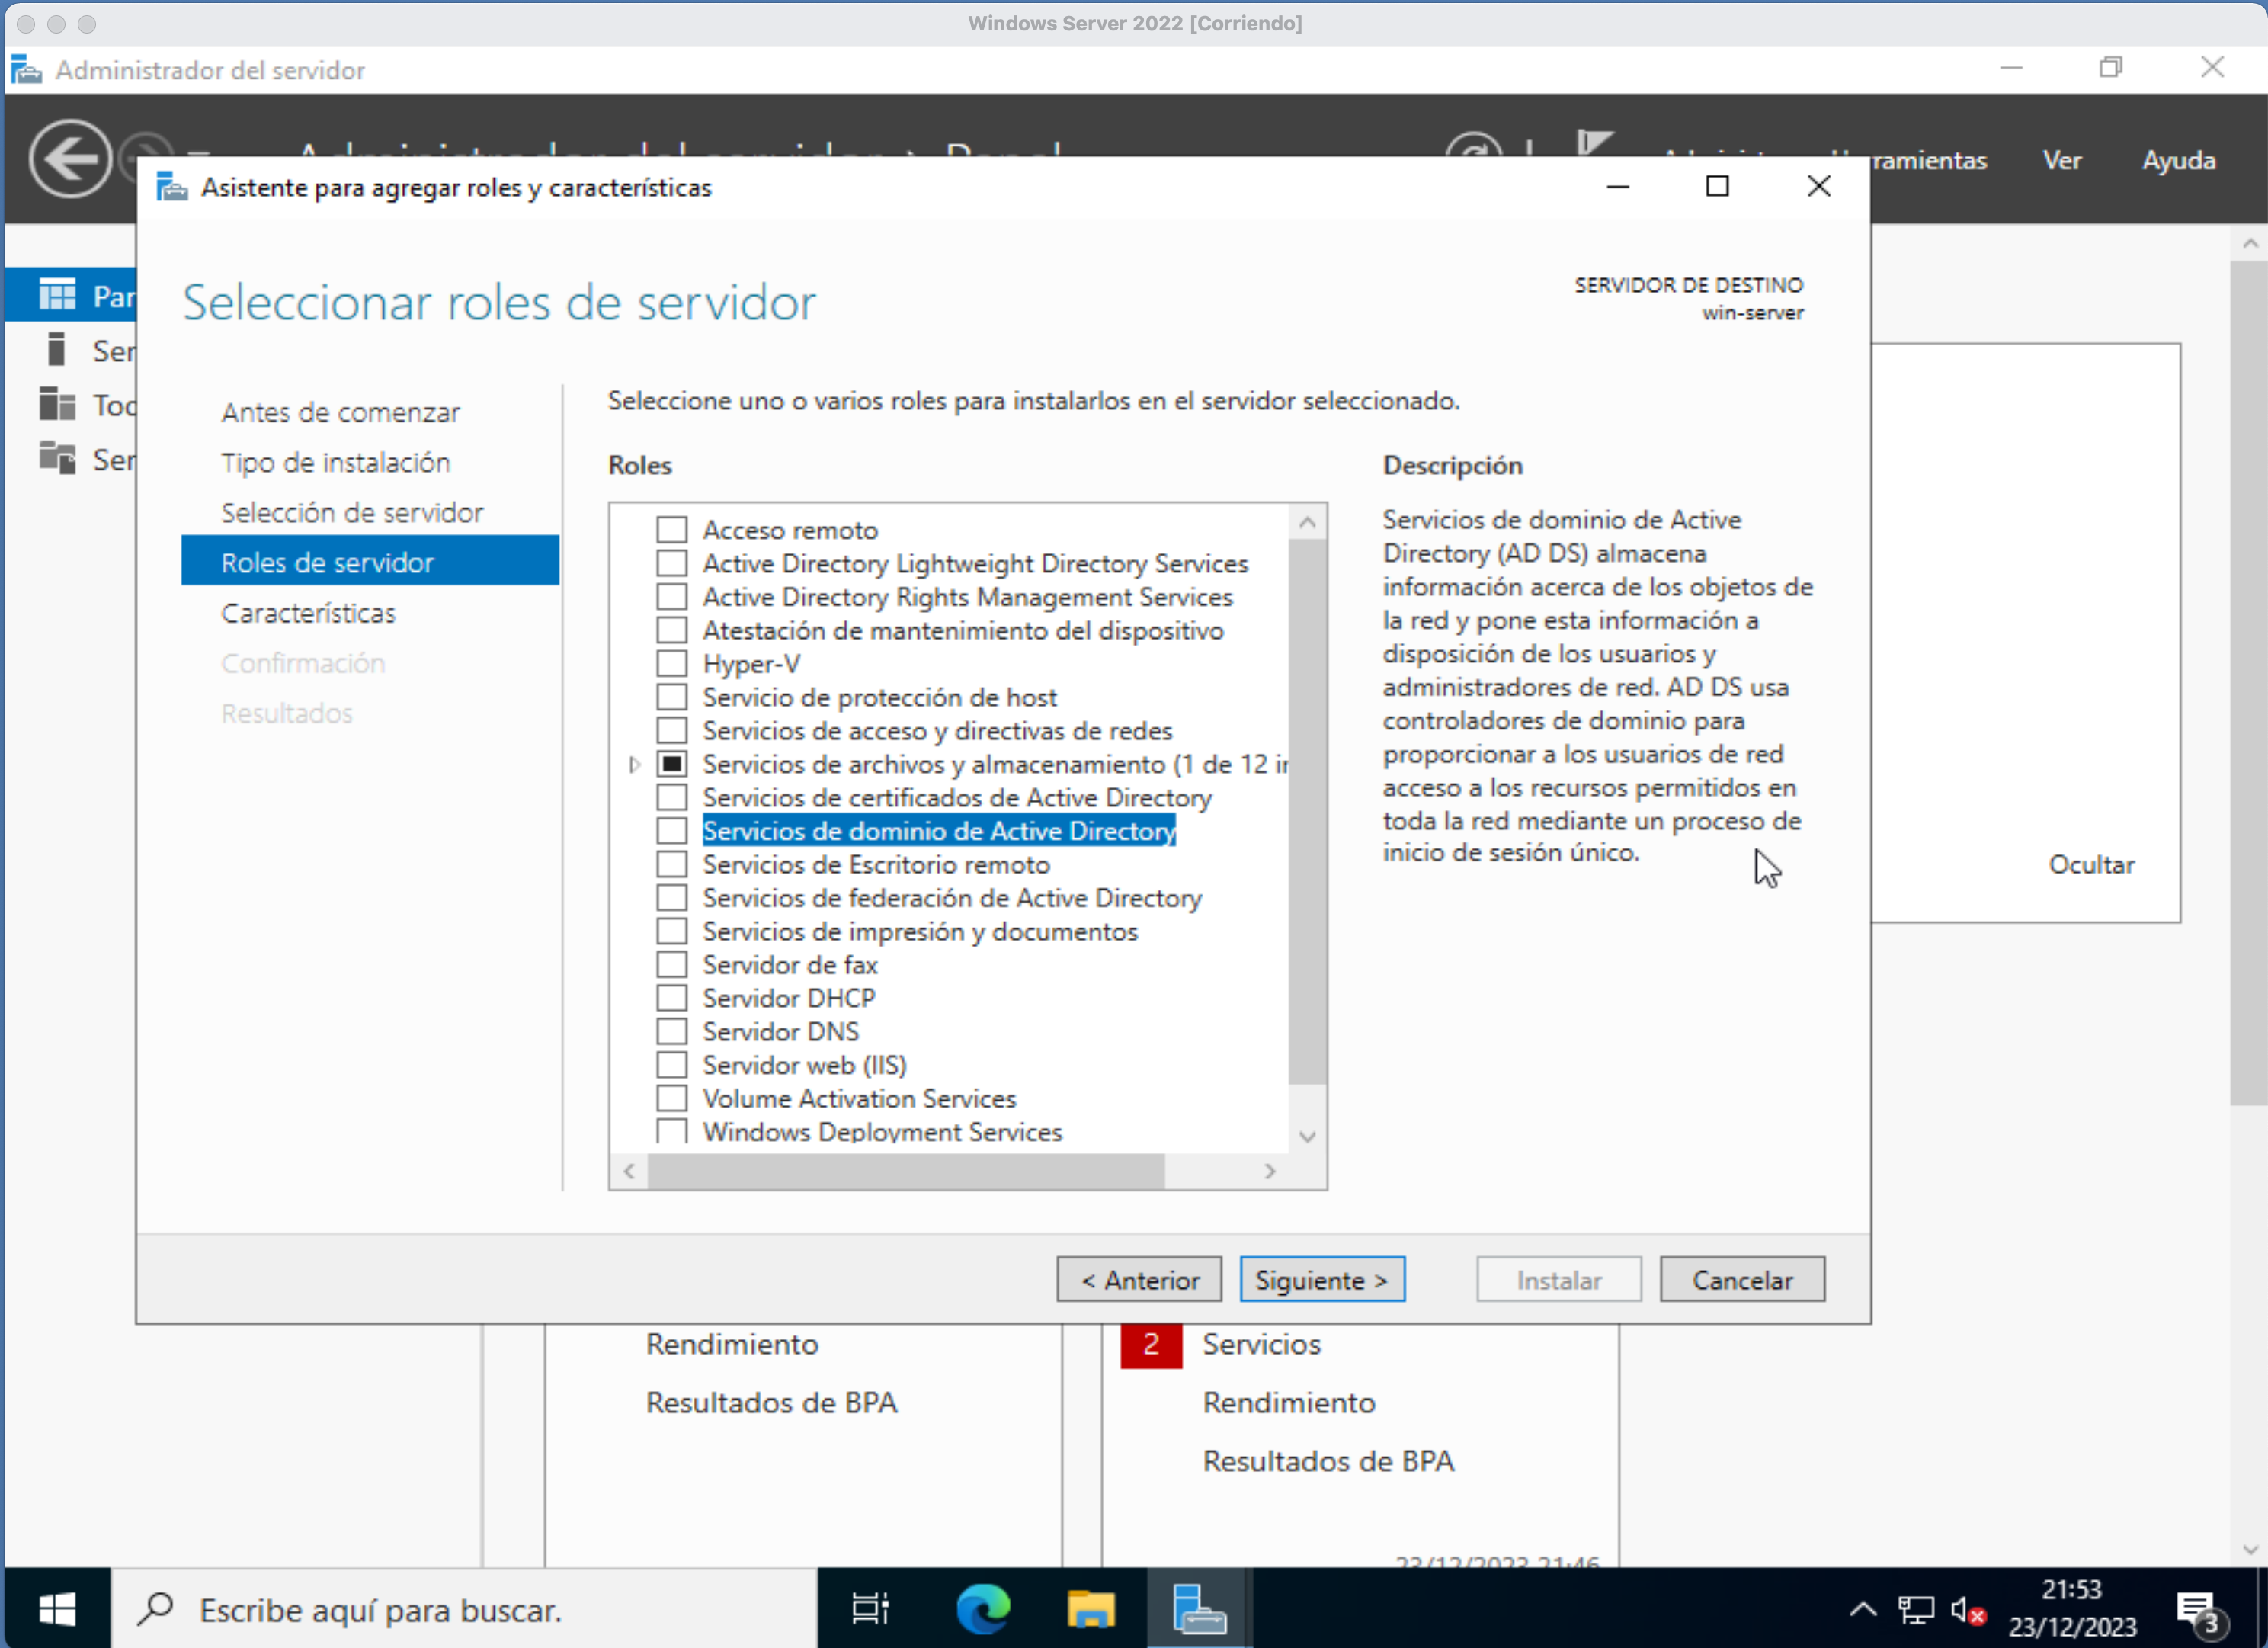 Windows Server 2022 [Corriendo]
Administrador del servidor
Ver
Ayuda
Asistente para agregar roles y características
Seleccionar roles de servidor
SERVIDOR DE DESTINO
win-server
Antes de comenzar
Tipo de instalación
Selección de servidor
Roles de servidor
Características
Confirmación
Resultados
Seleccione uno o varios roles para instalarlos en el servidor seleccionado.
Roles
Acceso remoto
Active Directory Lightweight Directory Services
Active Directory Rights Management Services
Atestación de mantenimiento del dispositivo
Hyper-V
Servicio de protección de host
Servicios de acceso y directivas de redes
Servicios de archivos y almacenamiento (1 de 12 in
Servicios de certificados de Active Directory
Servicios de dominio de Active Directory
Servicios de Escritorio remoto
Servicios de federación de Active Directory
Servicios de impresión y documentos
Servidor de fax
Servidor DHCP
Servidor DNS
Servidor web (IIS)
Volume Activation Services
Windows Deployment Services
Descripción
Servicios de dominio de Active
Directory (AD DS) almacena
información acerca de los objetos de
la red y pone esta información a
disposición de los usuarios y
administradores de red. AD DS usa
controladores de dominio para
proporcionar a los usuarios de red
acceso a los recursos permitidos en
toda la red mediante un proceso de
inicio de sesión único.
Ocultar
< Anterior
Siguiente >
Instalar
Cancelar
Rendimiento
Resultados de BPA
2 Servicios
Rendimiento
Resultados de BPA
23/12/2023 21:46
Escribe aquí para buscar.
21:53
23/12/2023
3